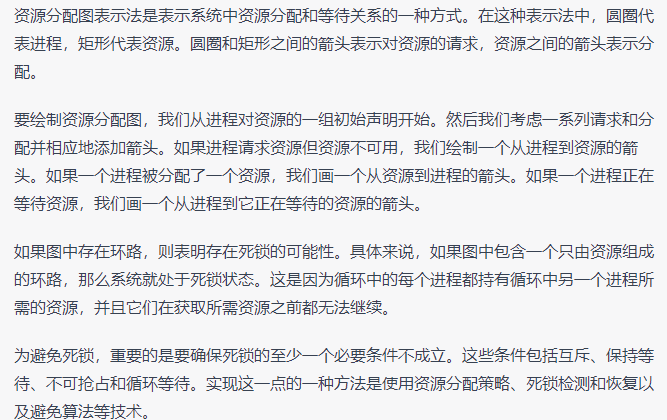 资源分配图表示法是表示系统中资源分配和等待关系的一种方式。在这种表示法中，圆圈代
表进程，矩形代表资源。圆圈和矩形之间的箭头表示对资源的请求，资源之间的箭头表示分
配。
要绘制资源分配图，我们从进程对资源的一组初始声明开始。然后我们考虑一系列请求和分
配并相应地添加箭头。如果进程请求资源但资源不可用，我们绘制一个从进程到资源的箭
头。如果一个进程被分配了一个资源，我们画一个从资源到进程的箭头。如果一个进程正在
等待资源，我们画一个从进程到它正在等待的资源的箭头。
如果图中存在环路，则表明存在死锁的可能性。具体来说，如果图中包含一个只由资源组成
的环路，那么系统就处于死锁状态。这是因为循环中的每个进程都持有循环中另一个进程所
需的资源，并且它们在获取所需资源之前都无法继续。
为避免死锁，重要的是要确保死锁的至少一个必要条件不成立。这些条件包括互斥、保持等
待、不可抢占和循环等待。实现这一点的一种方法是使用资源分配策略、死锁检测和恢复以
及避免算法等技术。